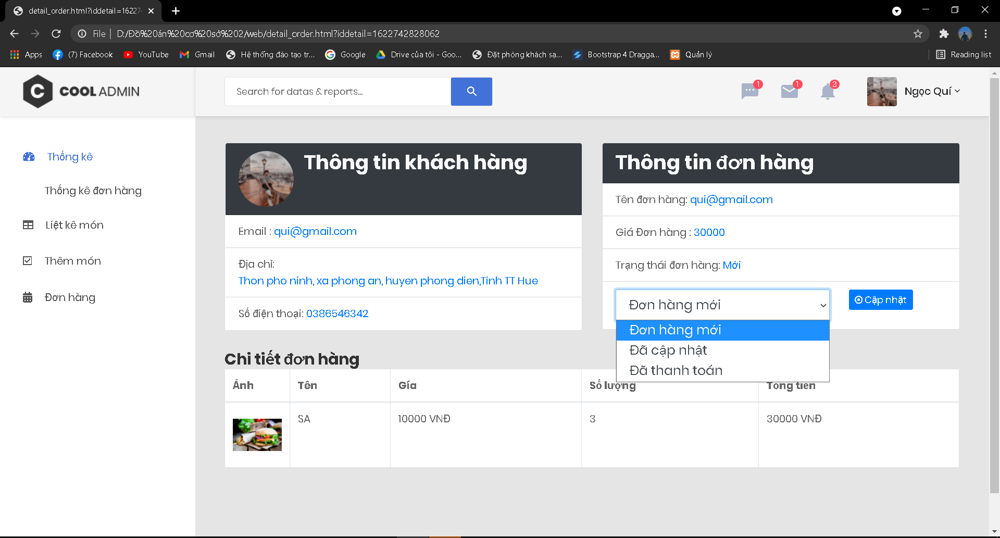 detail_order.html?iddetail=16227
File
D:/Đồ%20án%20cơ%20sở%202/web/detail_order.html?iddetail=1622742828062
Apps
(7) Facebook
YouTube
Gmail
Hệ thống đào tạo tr...
Google
Drive của tôi - Goo...
Đặt phòng khách sạ...
Bootstrap 4 Dragga...
Quản lý
Reading list
C COOL ADMIN
Search for datas & reports...
1
1
3
Ngọc Quí
Thống kê
Thống kê đơn hàng
Liệt kê món
Thêm món
Đơn hàng
Thông tin khách hàng
Email : qui@gmail.com
Địa chỉ:
Thon pho ninh, xa phong an, huyen phong dien,Tinh TT Hue
Số điện thoại: 0386546342
Thông tin đơn hàng
Tên đơn hàng: qui@gmail.com
Giá Đơn hàng : 30000
Trạng thái đơn hàng: Mới
Đơn hàng mới
Cập nhật
Đơn hàng mới
Đã cập nhật
Đã thanh toán
Chi tiết đơn hàng
Ảnh Tên Gía Số lượng Tổng tiền
SA 10000 VNĐ 3 30000 VNĐ